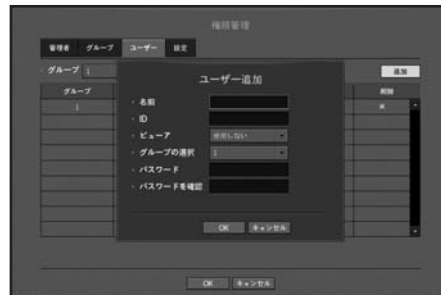 権限管理
管理者 グループ ユーザー 設定
・ グループ 1 追加
グループ 削除
1 ×
ユーザー追加
・ 名前
・ ID
・ ビューア 使用しない
・ グループの選択 1
・ パスワード
・ パスワードを確認
OK キャンセル
OK キャンセル